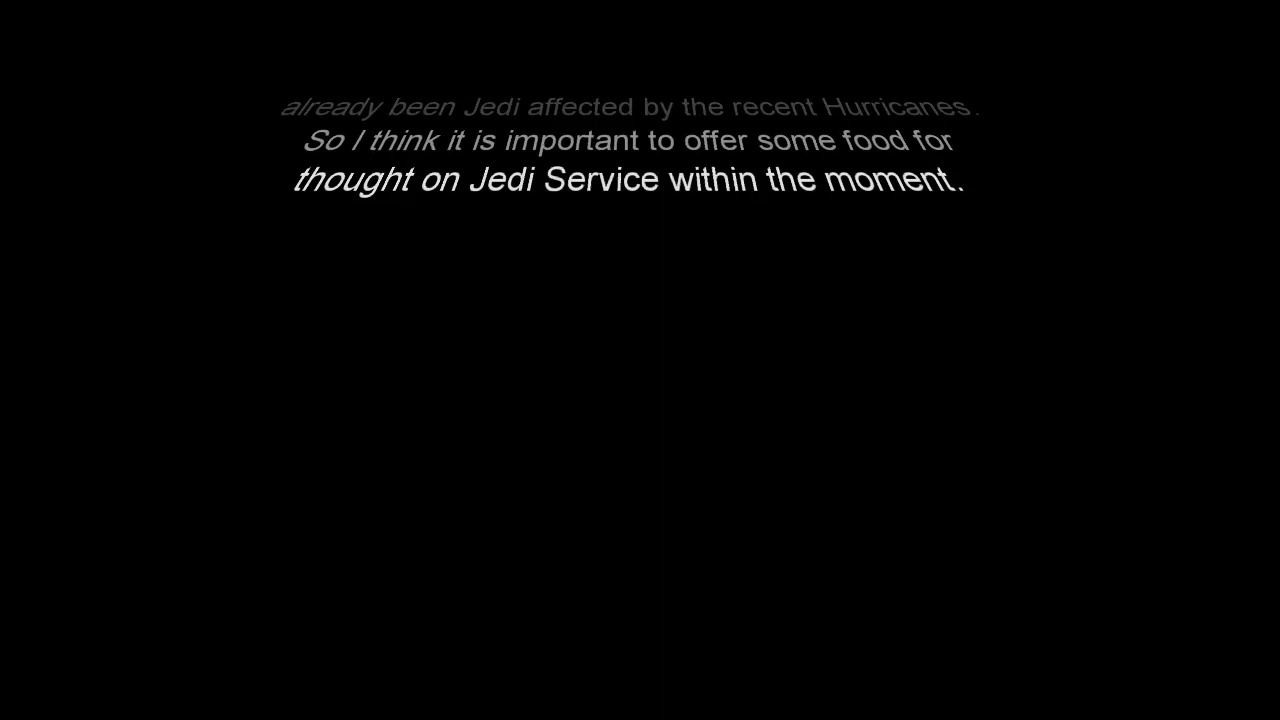 already been Jedi affected by the recent Hurricanes.
So I think it is important to offer some food for
thought on Jedi Service within the moment.